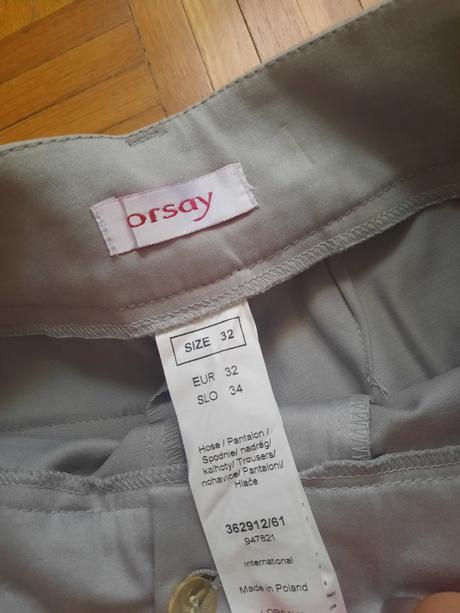 orsay
SIZE 32
EUR 32
SLO 34
Hose / Pantalon /
Spodnie/ nadrág/
kalhoty/ Trousers/
nohavice/ Pantaloni/
Hlače
362912/61
947821
International
Made in Poland